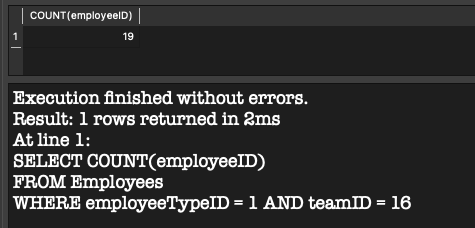 COUNT(employeeID)
1 19
Execution finished without errors.
Result: 1 rows returned in 2ms
At line 1:
SELECT COUNT(employeeID)
FROM Employees
WHERE employeeTypeID = 1 AND teamID = 16